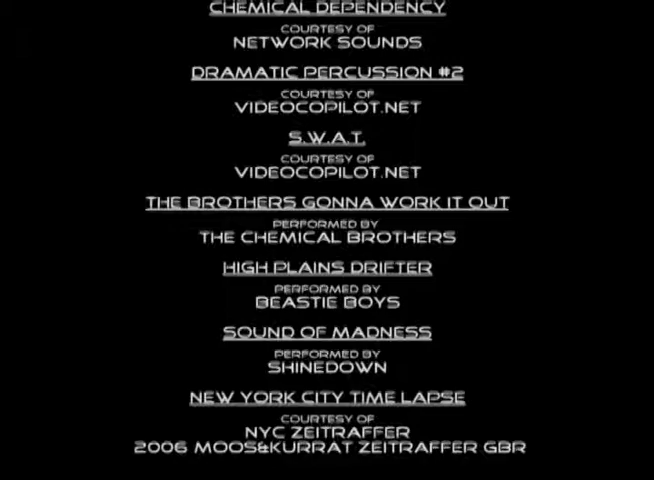 CHEMICAL DEPENDENCY
COURTESY OF
NETWORK SOUNDS
DRAMATIC PERCUSSION #2
COURTESY OF
VIDEOCOPILOT.NET
S.W.A.T.
COURTESY OF
VIDEOCOPILOT.NET
THE BROTHERS GONNA WORK IT OUT
PERFORMED BY
THE CHEMICAL BROTHERS
HIGH PLAINS DRIFTER
PERFORMED BY
BEASTIE BOYS
SOUND OF MADNESS
PERFORMED BY
SHINEDOWN
NEW YORK CITY TIME LAPSE
COURTESY OF
NYC ZEITRAFFER
2006 MOOS&KURRAT ZEITRAFFER GBR